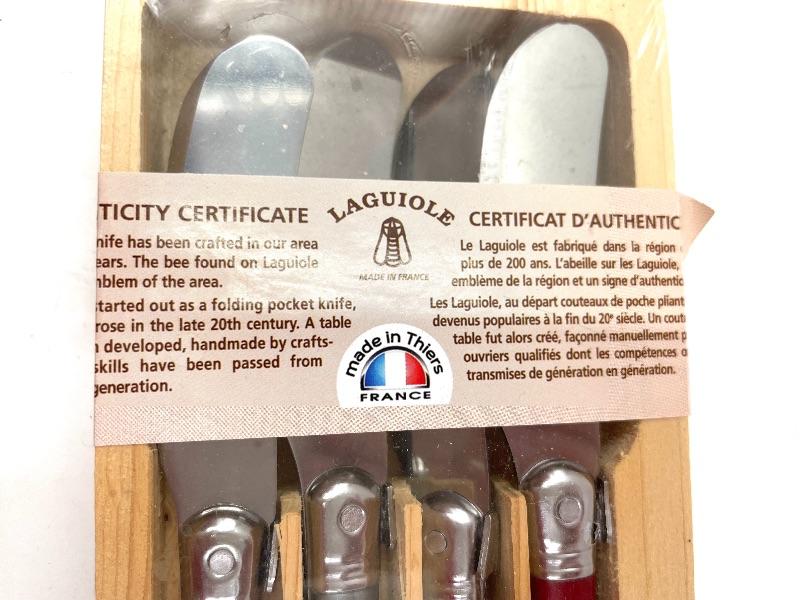 TICITY CERTIFICATE
nife has been crafted in our area
ears. The bee found on Laguiole
nblem of the area.
started out as a folding pocket knife,
rose in the late 20th century. A table
developed, handmade by crafts-
skills have been passed from
generation.
LAGUIOLE
MADE IN FRANCE
made in Thiers
FRANCE
CERTIFICAT D'AUTHENTIC
Le Laguiole est fabriqué dans la région
plus de 200 ans. L'abeille sur les Laguiole,
emblème de la région et un signe d'authentic
Les Laguiole, au départ couteaux de poche pliant
devenus populaires à la fin du 20e siècle. Un cout
table fut alors créé, façonné manuellement p
ouvriers qualifiés dont les compétences
transmises de génération en génération.